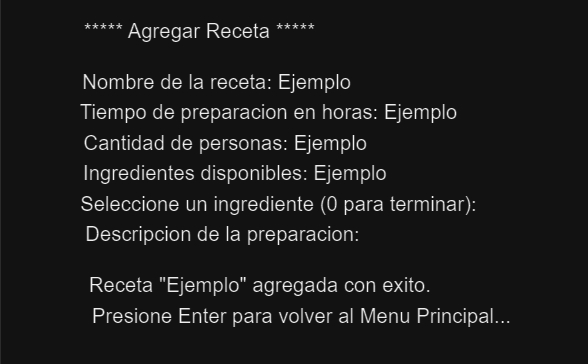 ***** Agregar Receta *****
Nombre de la receta: Ejemplo
Tiempo de preparacion en horas: Ejemplo
Cantidad de personas: Ejemplo
Ingredientes disponibles: Ejemplo
Seleccione un ingrediente (0 para terminar):
Descripcion de la preparacion:
Receta "Ejemplo" agregada con exito.
Presione Enter para volver al Menu Principal...